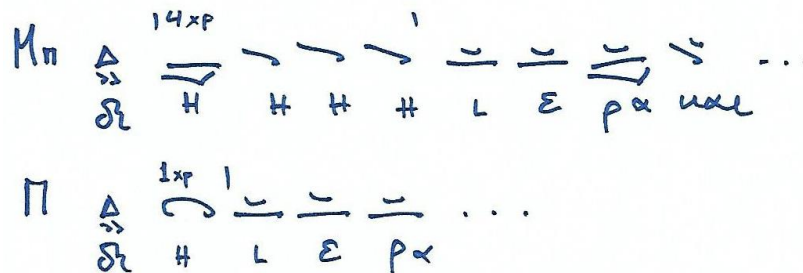 14χρ
Μπ Δ ...
Δι Η Η Η Η ι ε ρα και
1χρ
Π Δ ...
Δι Η ι ε ρα